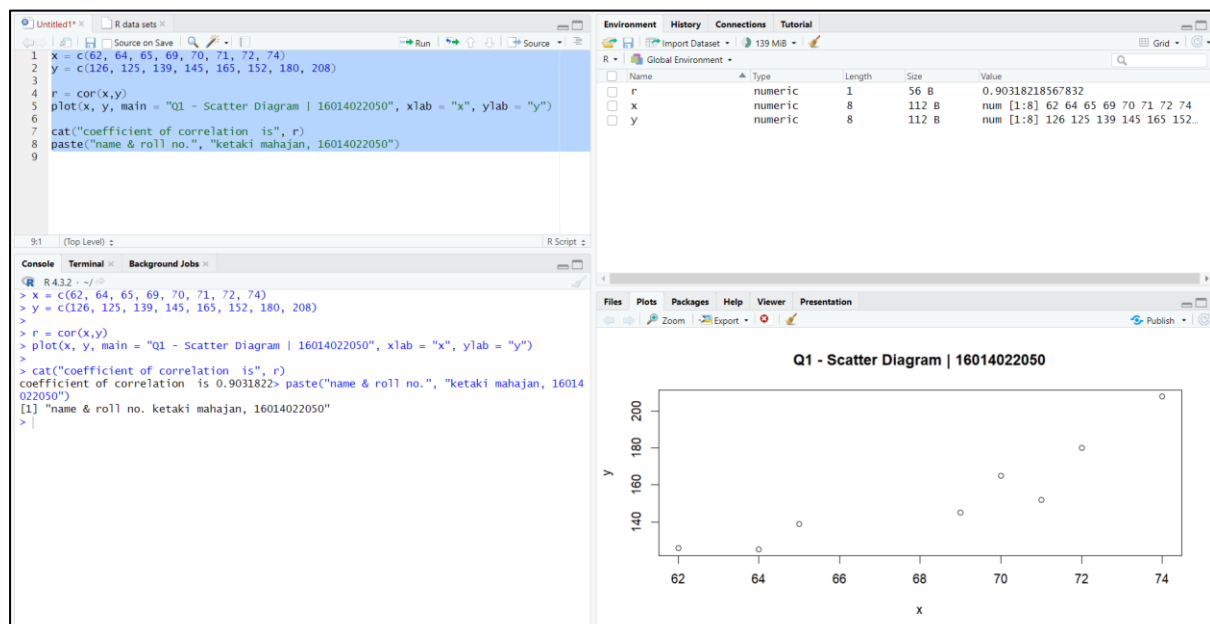 Untitled1* R data sets
Source on Save Run Source
1 x = c(62, 64, 65, 69, 70, 71, 72, 74)
2 y = c(126, 125, 139, 145, 165, 152, 180, 208)
3
4 r = cor(x,y)
5 plot(x, y, main = "Q1 - Scatter Diagram | 16014022050", xlab = "x", ylab = "y")
6
7 cat("coefficient of correlation  is", r)
8 paste("name & roll no.", "ketaki mahajan, 16014022050")
9
9:1 (Top Level) R Script
Console Terminal Background Jobs
R R 4.3.2 · ~/
> x = c(62, 64, 65, 69, 70, 71, 72, 74)
> y = c(126, 125, 139, 145, 165, 152, 180, 208)
>
> r = cor(x,y)
> plot(x, y, main = "Q1 - Scatter Diagram | 16014022050", xlab = "x", ylab = "y")
>
> cat("coefficient of correlation  is", r)
coefficient of correlation  is 0.9031822> paste("name & roll no.", "ketaki mahajan, 16014
022050")
[1] "name & roll no. ketaki mahajan, 16014022050"
>
Environment History Connections Tutorial
Import Dataset 139 MiB Grid
R Global Environment
Name Type Length Size Value
r numeric 1 56 B 0.90318218567832
x numeric 8 112 B num [1:8] 62 64 65 69 70 71 72 74
y numeric 8 112 B num [1:8] 126 125 139 145 165 152...
Files Plots Packages Help Viewer Presentation
Zoom Export Publish
Q1 - Scatter Diagram | 16014022050
200
180
160
140
y
62 64 66 68 70 72 74
x